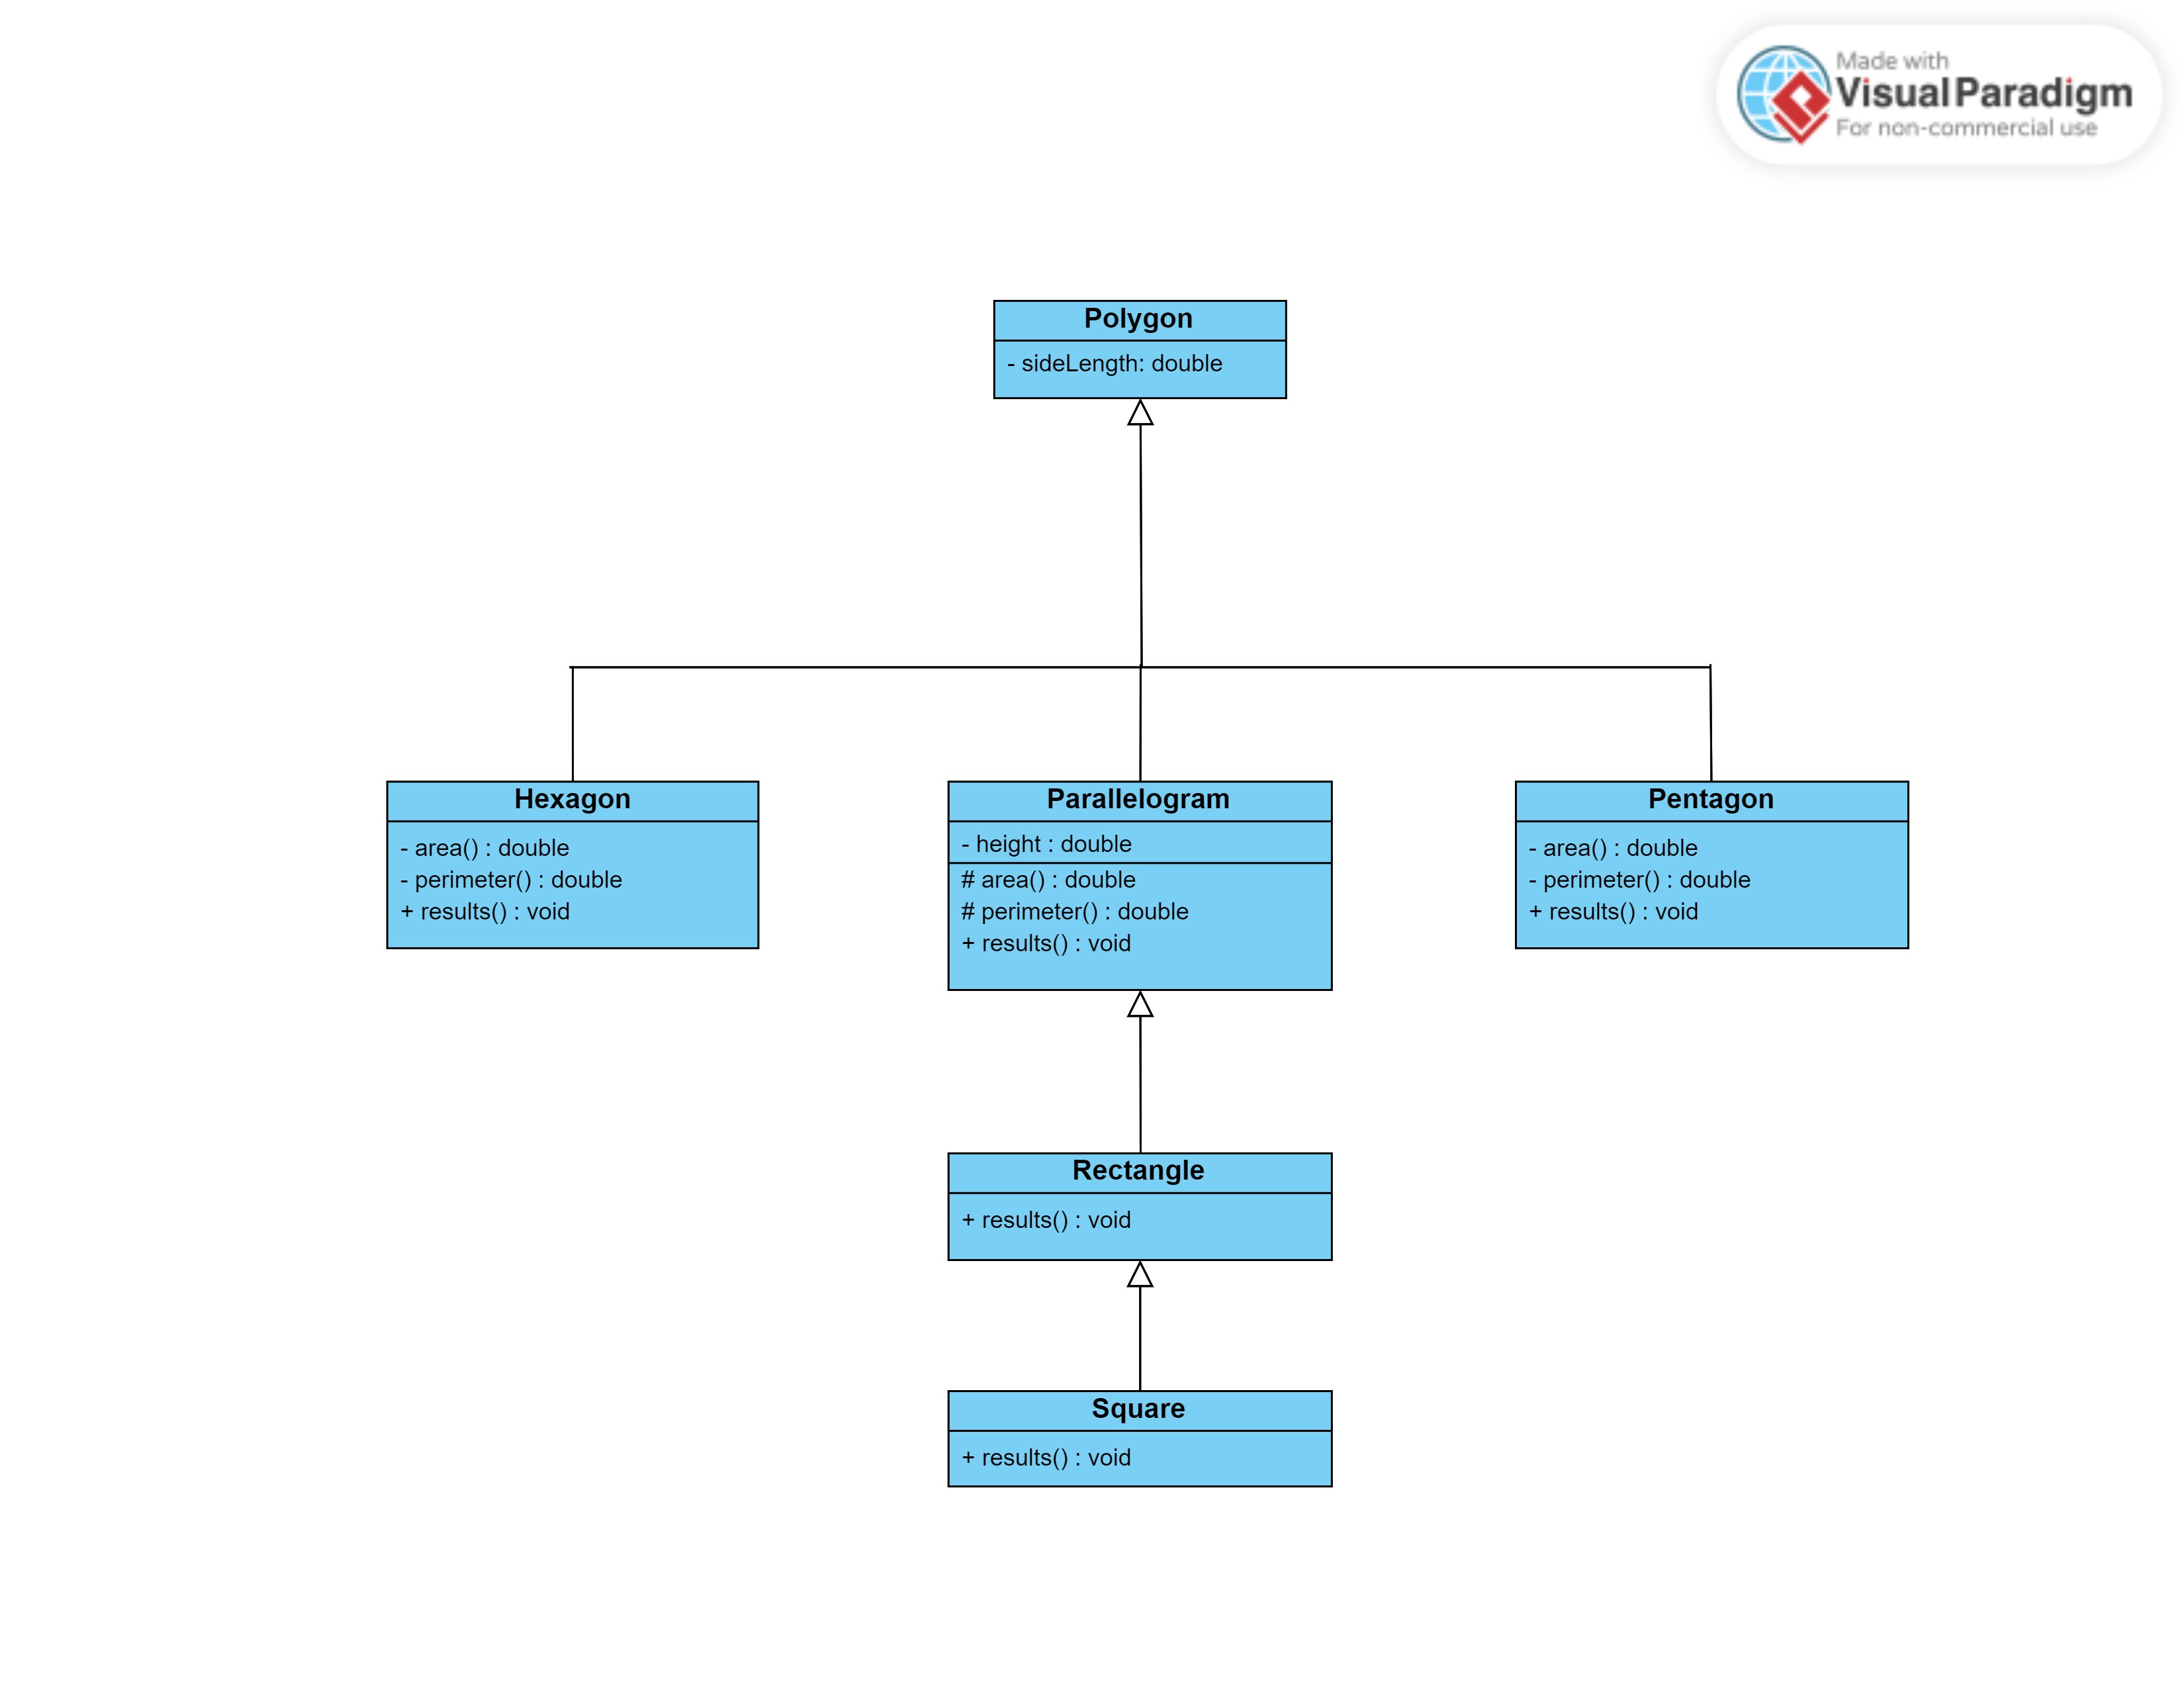 Made with
Visual Paradigm
For non-commercial use
Polygon
- sideLength: double
Hexagon
- area() : double
- perimeter() : double
+ results() : void
Parallelogram
- height : double
# area() : double
# perimeter() : double
+ results() : void
Pentagon
- area() : double
- perimeter() : double
+ results() : void
Rectangle
+ results() : void
Square
+ results() : void